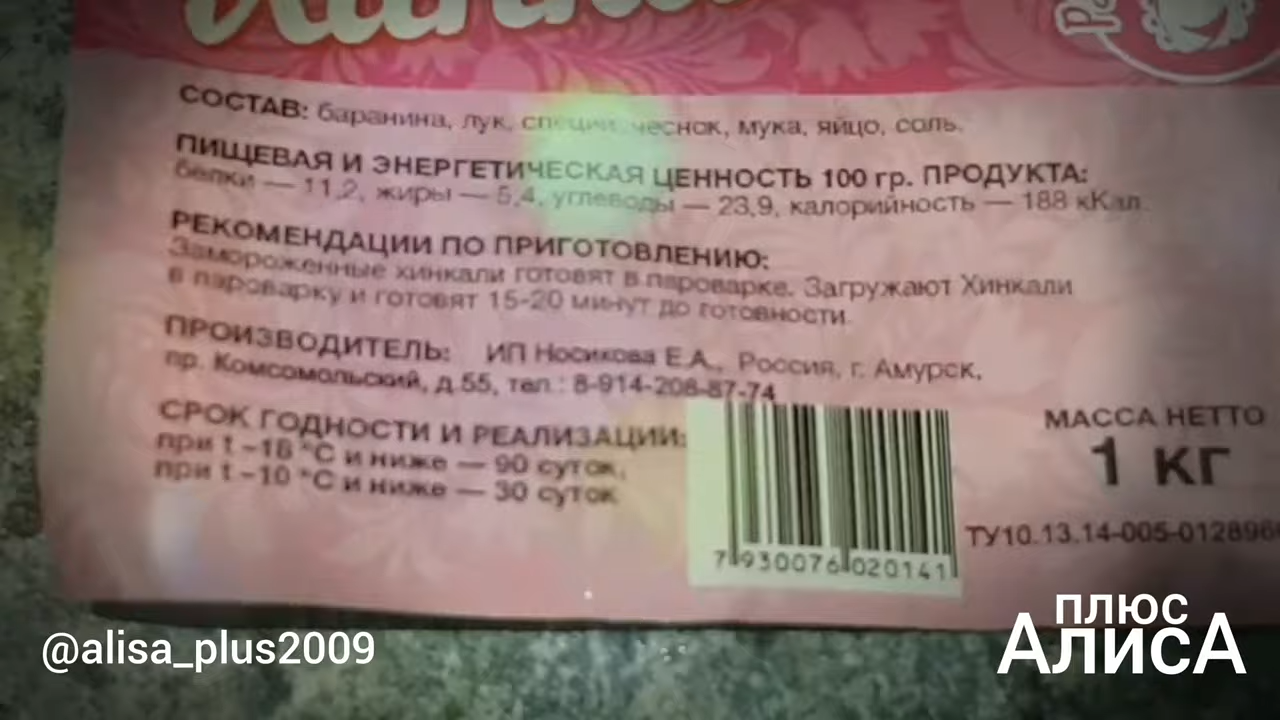 СОСТАВ: баранина, лук, специи, чеснок, мука, яйцо, соль.
ПИЩЕВАЯ И ЭНЕРГЕТИЧЕСКАЯ ЦЕННОСТЬ 100 гр. ПРОДУКТА:
белки — 11,2, жиры — 5,4, углеводы — 23,9, калорийность — 188 кКал.
РЕКОМЕНДАЦИИ ПО ПРИГОТОВЛЕНИЮ:
Замороженные хинкали готовят в пароварке. Загружают Хинкали
в пароварку и готовят 15-20 минут до готовности.
ПРОИЗВОДИТЕЛЬ: ИП Носикова Е.А., Россия, г. Амурск,
пр. Комсомольский, д.55, тел.: 8-914-208-87-74
СРОК ГОДНОСТИ И РЕАЛИЗАЦИИ:
при t –18 °C и ниже — 90 суток,
при t –10 °C и ниже — 30 суток
МАССА НЕТТО
1 КГ
ТУ10.13.14-005-012896
7 930076 020141
@alisa_plus2009
ПЛЮС
АЛИСА